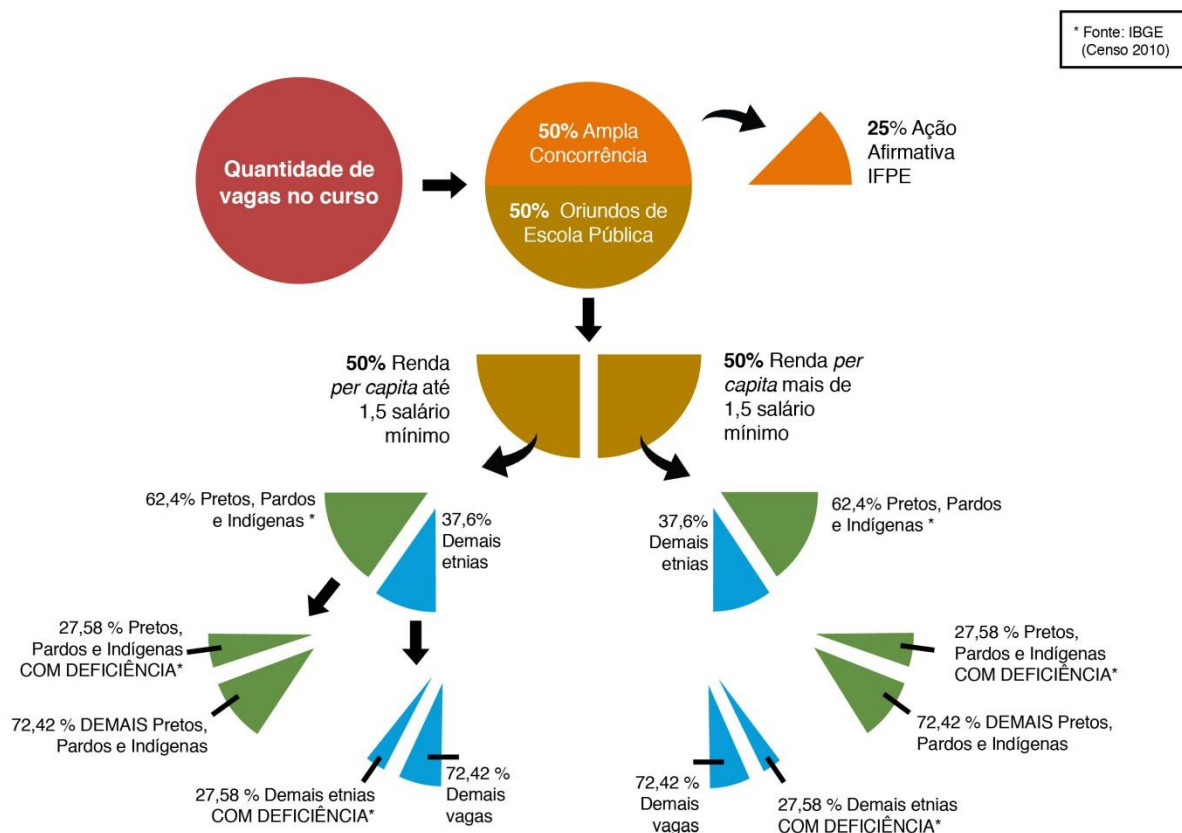 * Fonte: IBGE
(Censo 2010)
Quantidade de
vagas no curso
50% Ampla
Concorrência
50% Oriundos de
Escola Pública
25% Ação
Afirmativa
IFPE
50% Renda
per capita até
1,5 salário
mínimo
50% Renda per
capita mais de
1,5 salário
mínimo
62,4% Pretos, Pardos
e Indígenas *
37,6%
Demais
etnias
37,6%
Demais
etnias
62,4% Pretos, Pardos
e Indígenas *
27,58 % Pretos,
Pardos e Indígenas
COM DEFICIÊNCIA*
72,42 % DEMAIS Pretos,
Pardos e Indígenas
27,58 % Demais etnias
COM DEFICIÊNCIA*
72,42 %
Demais
vagas
72,42 %
Demais
vagas
27,58 % Demais etnias
COM DEFICIÊNCIA*
27,58 % Pretos,
Pardos e Indígenas
COM DEFICIÊNCIA*
72,42 % DEMAIS Pretos,
Pardos e Indígenas